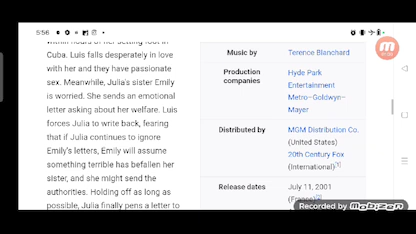 5:56
within hours of her setting foot in
Cuba. Luis falls desperately in love
with her and they have passionate
sex. Meanwhile, Julia's sister Emily
is worried. She sends an emotional
letter asking about her welfare. Luis
forces Julia to write back, fearing
that if Julia continues to ignore
Emily's letters, Emily will assume
something terrible has befallen her
sister, and she might send the
authorities. Holding off as long as
possible, Julia finally pens a letter to
Music by Terence Blanchard
Production Hyde Park
companies Entertainment
Metro–Goldwyn–
Mayer
Distributed by MGM Distribution Co.
(United States)
20th Century Fox
(International)[1]
Release dates July 11, 2001
(France)
Recorded by Mobizen